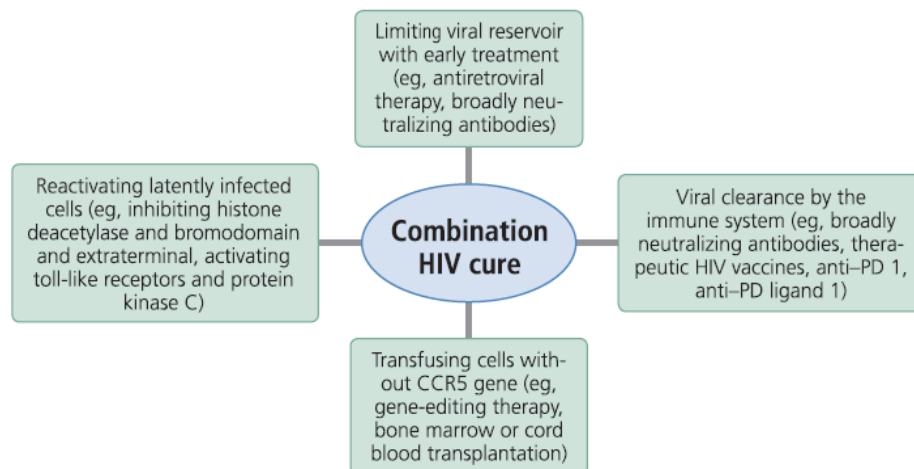 Limiting viral reservoir
with early treatment
(eg, antiretroviral
therapy, broadly neu-
tralizing antibodies)
Reactivating latently infected
cells (eg, inhibiting histone
deacetylase and bromodomain
and extraterminal, activating
toll-like receptors and protein
kinase C)
Combination
HIV cure
Viral clearance by the
immune system (eg, broadly
neutralizing antibodies, thera-
peutic HIV vaccines, anti–PD 1,
anti–PD ligand 1)
Transfusing cells with-
out CCR5 gene (eg,
gene-editing therapy,
bone marrow or cord
blood transplantation)